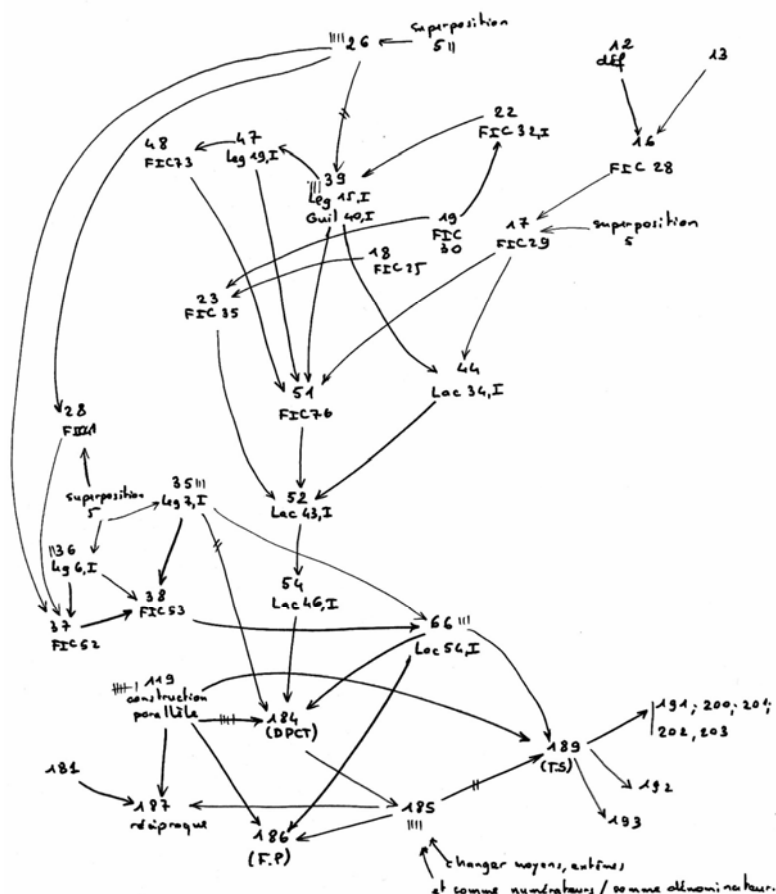 superposition
26
5
12
déf
13
22
FIC 32, I
48
FIC 73
47
Leg 19, I
39
Leg 15, I
Guil 40, I
16
FIC 28
19
FIC
30
17
FIC 29
superposition
5
18
FIC 25
23
FIC 35
44
Lac 34, I
51
FIC 76
28
superposition
5
35
Leg 7, I
52
Lac 43, I
36
Leg 6, I
38
FIC 53
54
Lac 46, I
37
FIC 52
66
Lac 54, I
119
construction
parallèle
184
(DPCT)
191; 200; 201;
202, 203
189
(TS)
181
187
réciproque
185
192
186
(F.P)
193
changer moyens, extrêmes
et somme numérateurs / somme dénominateurs